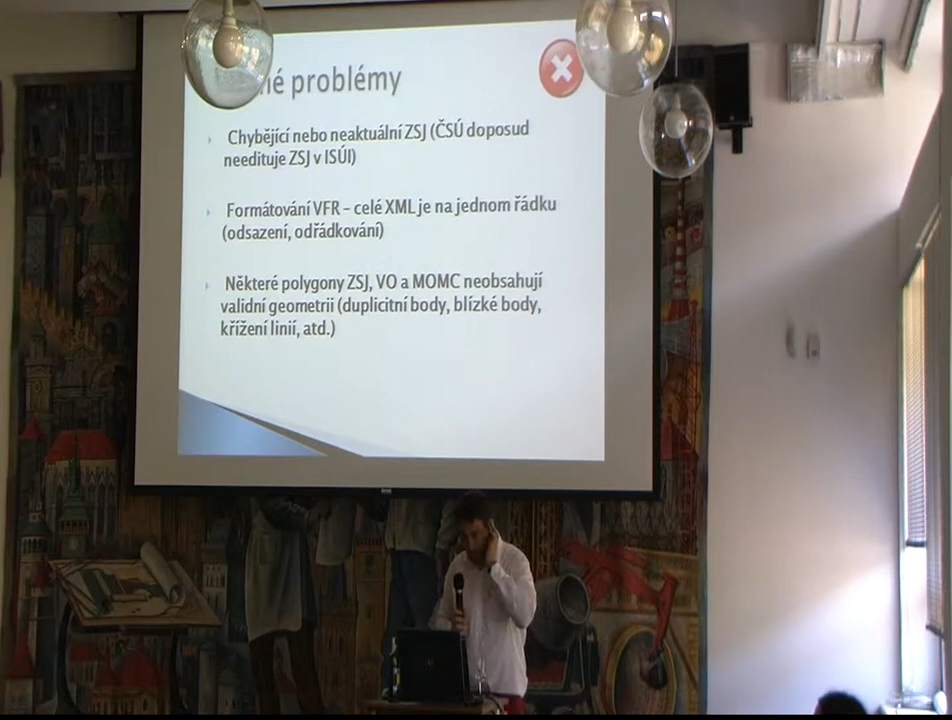 problémy
Chybějící nebo neaktuální ZSJ (ČSÚ doposud
needituje ZSJ v ISÚI)
Formátování VFR – celé XML je na jednom řádku
(odsazení, odřádkování)
Některé polygony ZSJ, VO a MOMC neobsahují
validní geometrii (duplicitní body, blízké body,
křížení linií, atd.)